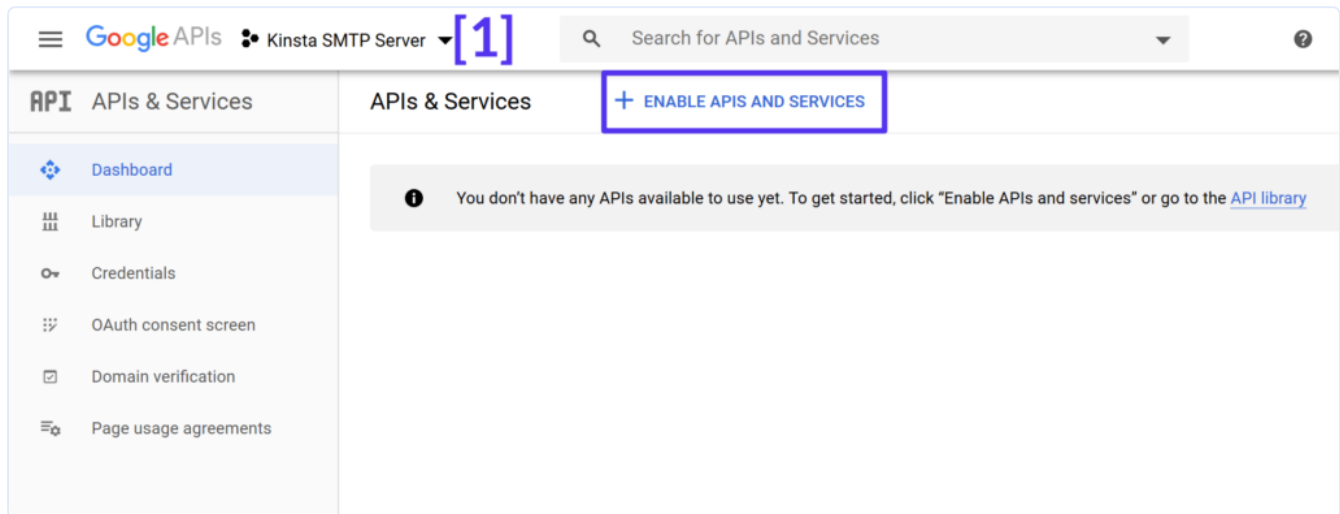 Google APIs Kinsta SMTP Server [1] Search for APIs and Services
API APIs & Services
APIs & Services + ENABLE APIS AND SERVICES
Dashboard
You don't have any APIs available to use yet. To get started, click “Enable APIs and services” or go to the API library
Library
Credentials
OAuth consent screen
Domain verification
Page usage agreements